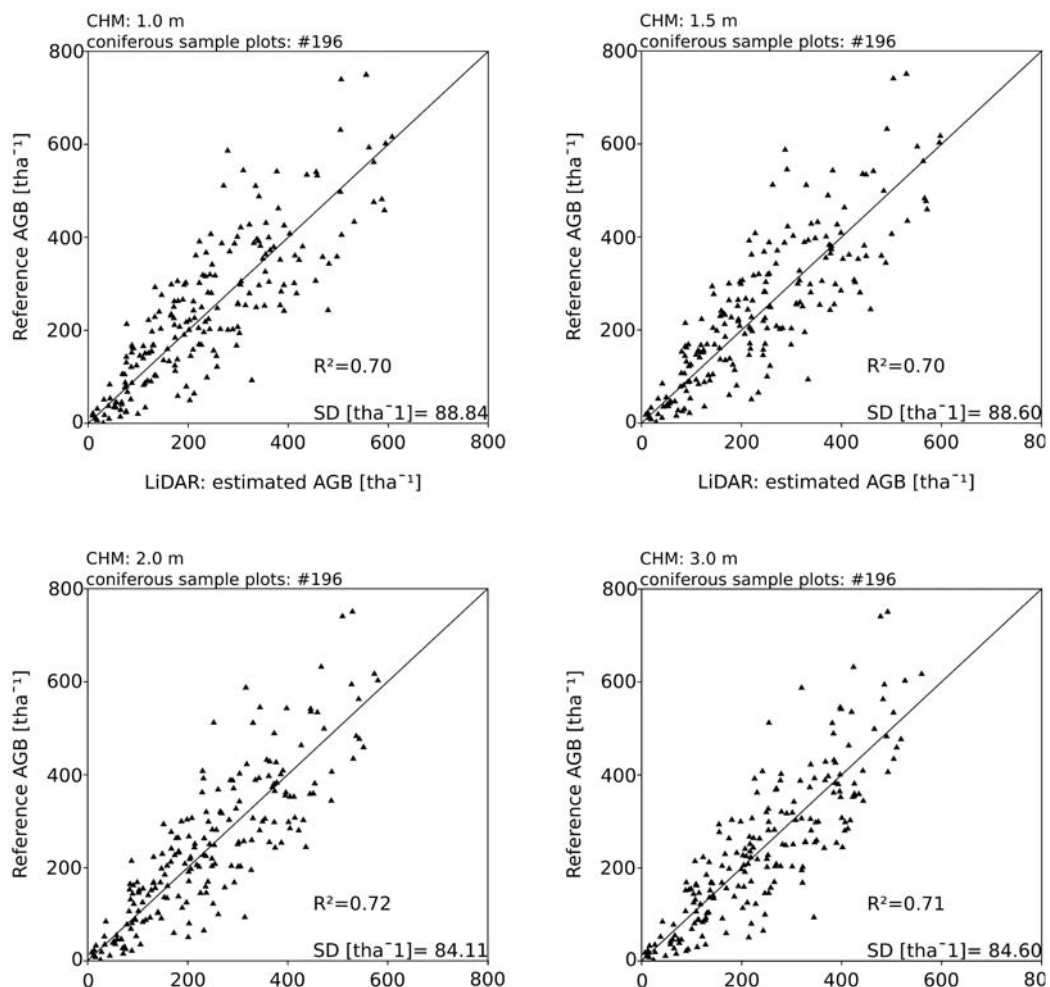 CHM: 1.0 m
coniferous sample plots: #196
800
600
400
200
0
Reference AGB [tha⁻¹]
R²=0.70
SD [tha⁻¹]= 88.84
0 200 400 600 800
LiDAR: estimated AGB [tha⁻¹]
CHM: 1.5 m
coniferous sample plots: #196
800
600
400
200
0
Reference AGB [tha⁻¹]
R²=0.70
SD [tha⁻¹]= 88.60
0 200 400 600 80
LiDAR: estimated AGB [tha⁻¹]
CHM: 2.0 m
coniferous sample plots: #196
800
600
400
200
0
Reference AGB [tha⁻¹]
R²=0.72
SD [tha⁻¹]= 84.11
0 200 400 600 800
CHM: 3.0 m
coniferous sample plots: #196
800
600
400
200
0
Reference AGB [tha⁻¹]
R²=0.71
SD [tha⁻¹]= 84.60
0 200 400 600 80